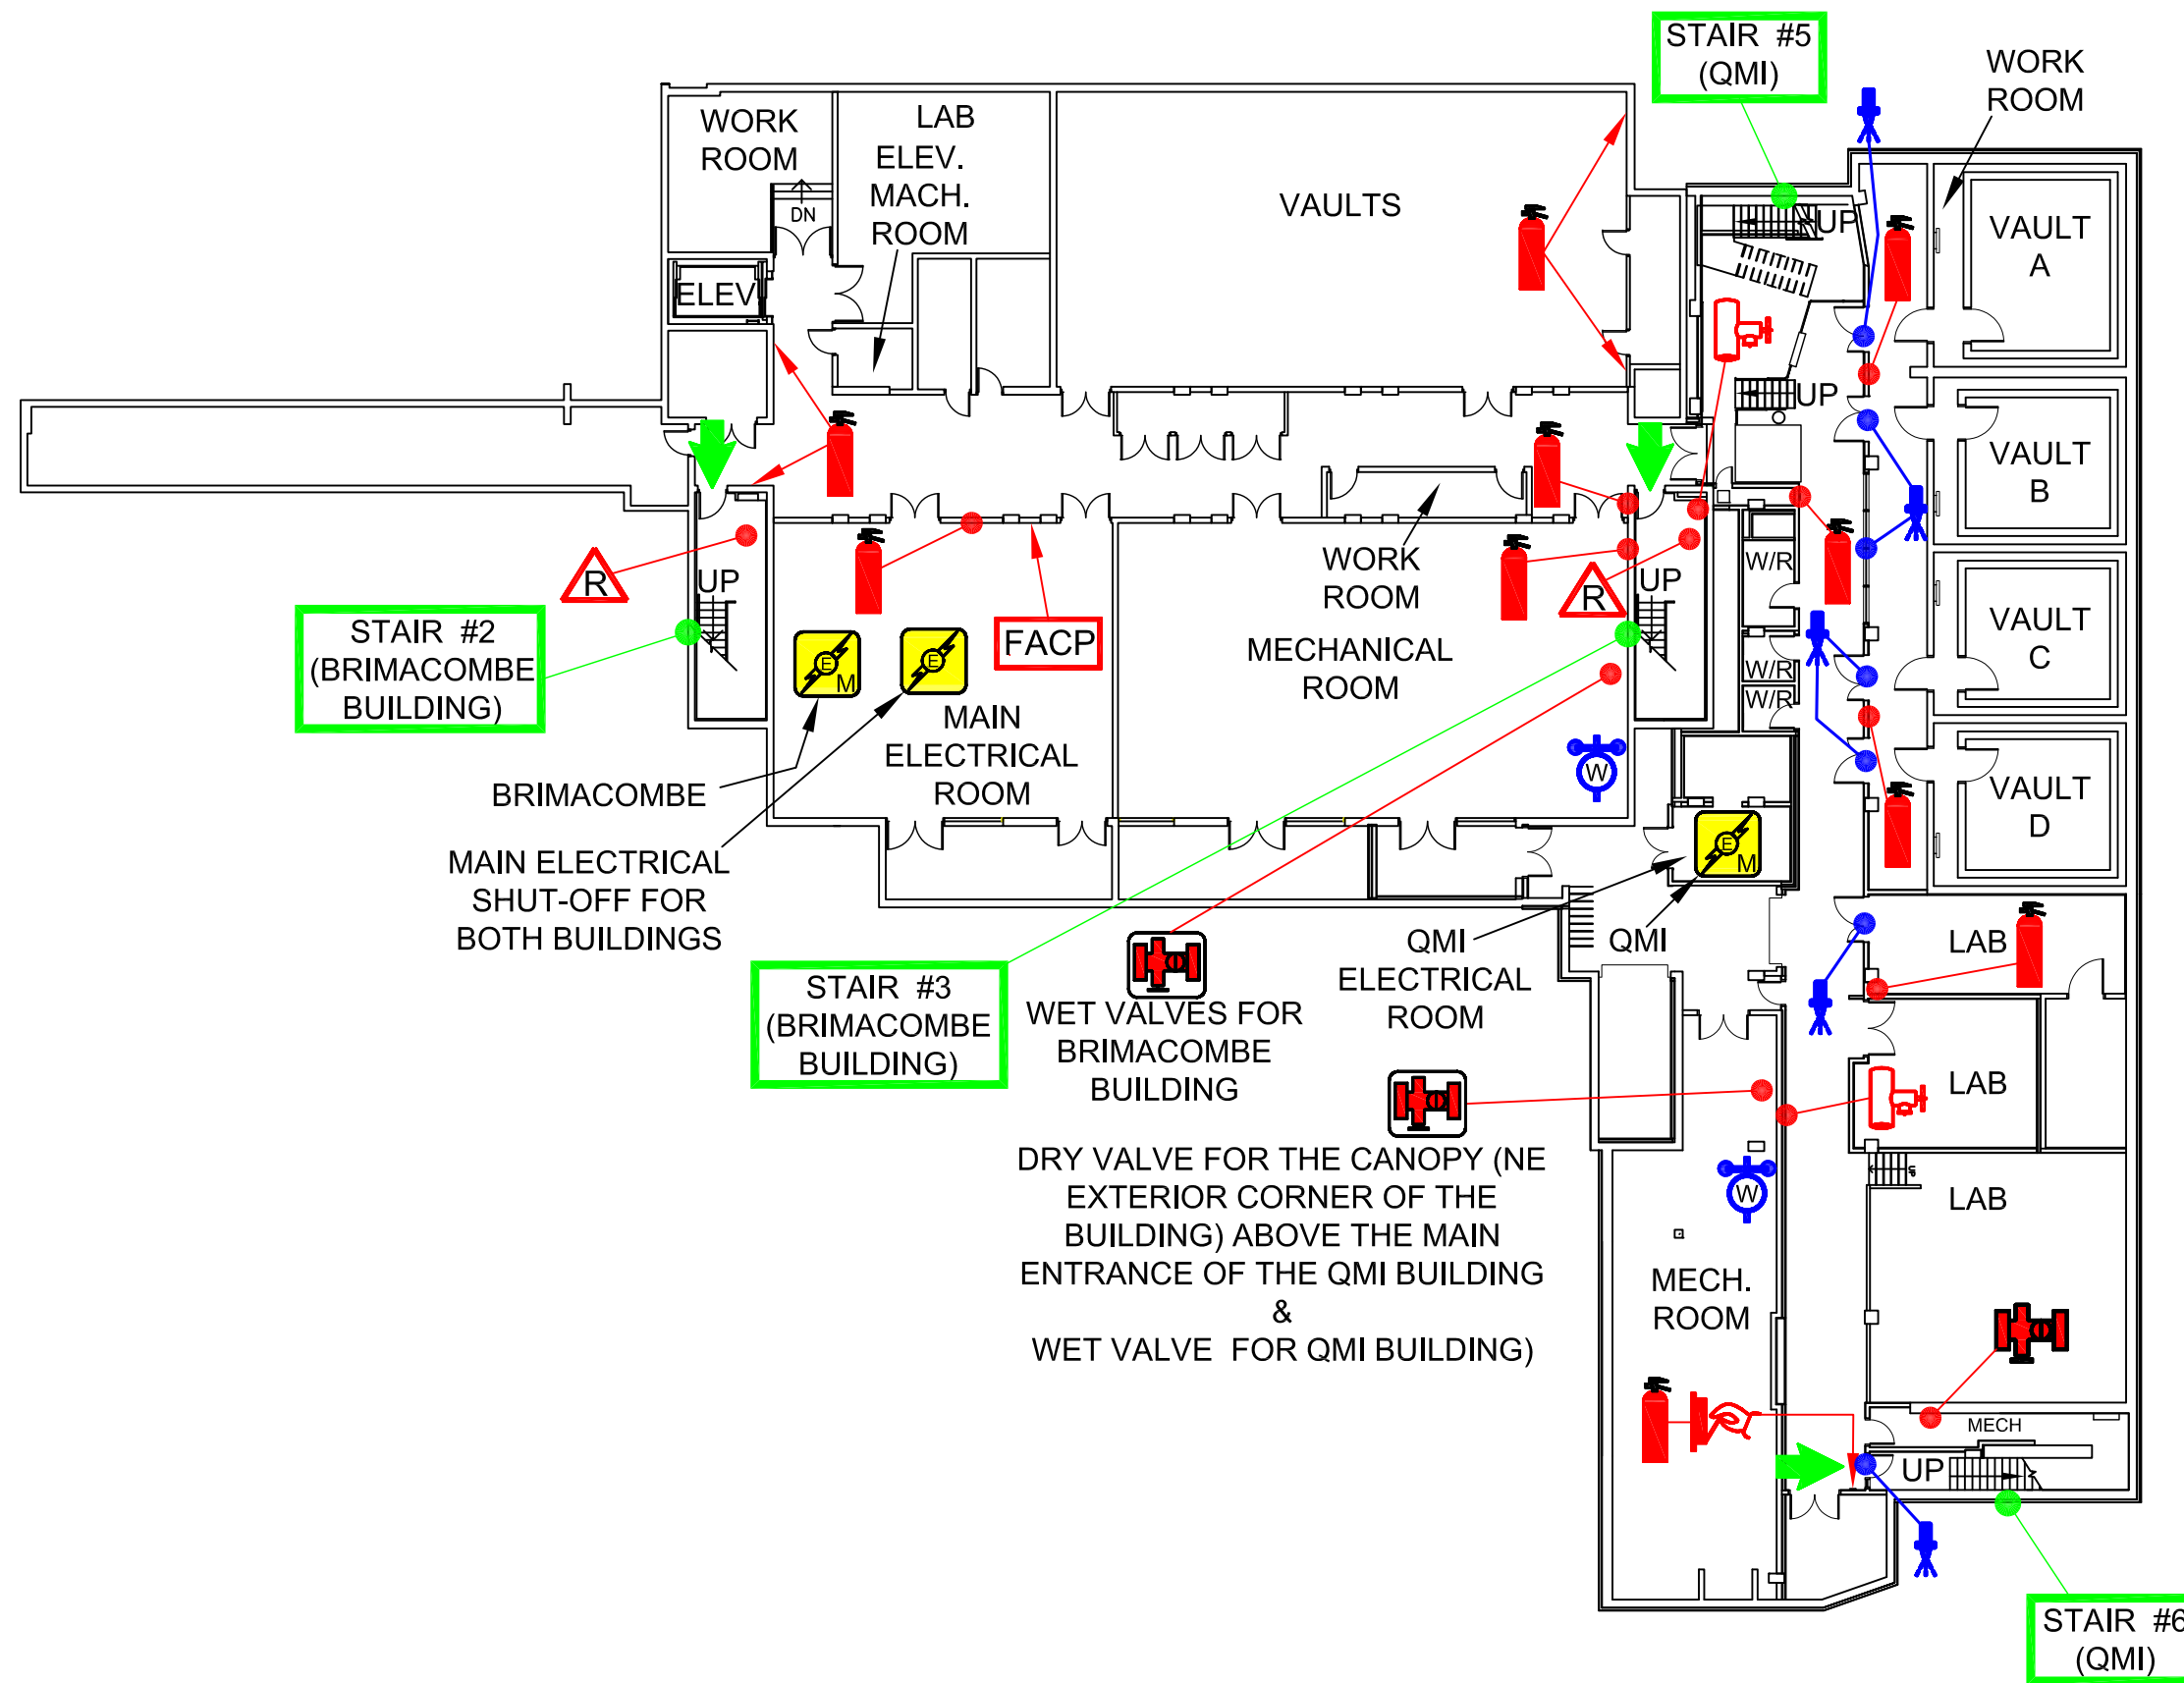 STAIR #5
(QMI)
WORK
ROOM
WORK
ROOM
LAB
ELEV.
MACH.
ROOM
DN
ELEV
VAULTS
UP
VAULT
A
UP
VAULT
B
W/R
VAULT
C
W/R
W/R
VAULT
D
WORK
ROOM
R
UP
R
UP
STAIR #2
(BRIMACOMBE
BUILDING)
FACP
MECHANICAL
ROOM
E
M
E
MAIN
ELECTRICAL
ROOM
W
BRIMACOMBE
MAIN ELECTRICAL
SHUT-OFF FOR
BOTH BUILDINGS
E
M
QMI
ELECTRICAL
ROOM
QMI
LAB
STAIR #3
(BRIMACOMBE
BUILDING)
WET VALVES FOR
BRIMACOMBE
BUILDING
LAB
DRY VALVE FOR THE CANOPY (NE
EXTERIOR CORNER OF THE
BUILDING) ABOVE THE MAIN
ENTRANCE OF THE QMI BUILDING
&
WET VALVE FOR QMI BUILDING)
W
UP
LAB
MECH.
ROOM
MECH
UP
STAIR #6
(QMI)